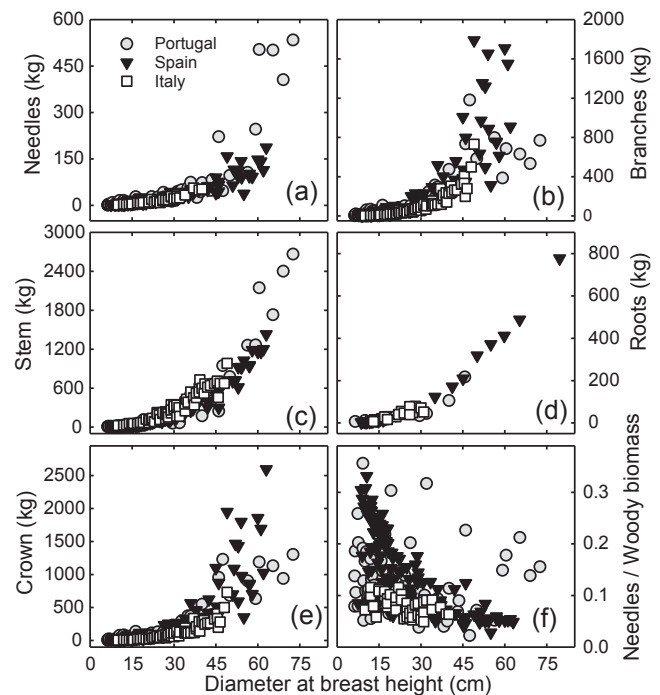 600
450
300
150
0
Needles (kg)
Portugal
Spain
Italy
(a)
2000
1600
1200
800
400
0
Branches (kg)
(b)
3000
2400
1800
1200
600
0
Stem (kg)
(c)
800
600
400
200
0
Roots (kg)
(d)
2500
2000
1500
1000
500
0
Crown (kg)
(e)
0.3
0.2
0.1
0.0
Needles / Woody biomass
(f)
0 15 30 45 60 75 0 15 30 45 60 75
Diameter at breast height (cm)